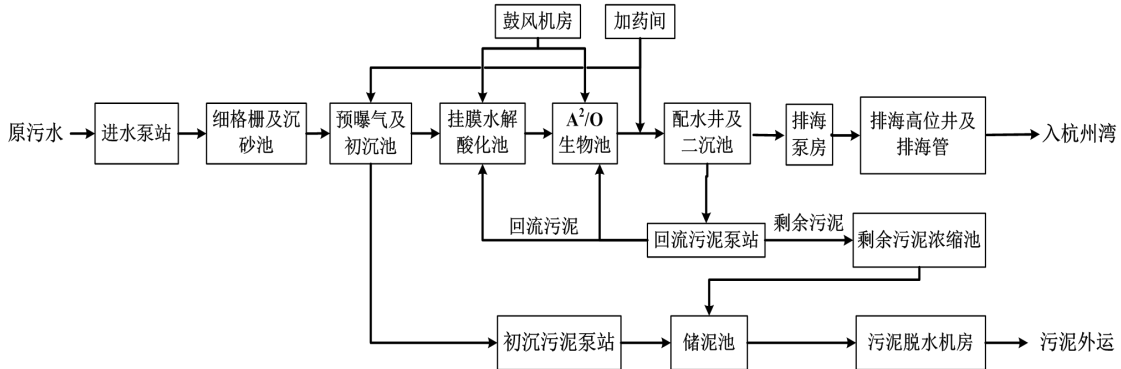 鼓风机房
加药间
原污水
进水泵站
细格栅及沉
砂池
预曝气及
初沉池
挂膜水解
酸化池
A²/O
生物池
配水井及
二沉池
排海
泵房
排海高位井及
排海管
入杭州湾
回流污泥
回流污泥泵站
剩余污泥
剩余污泥浓缩池
初沉污泥泵站
储泥池
污泥脱水机房
污泥外运